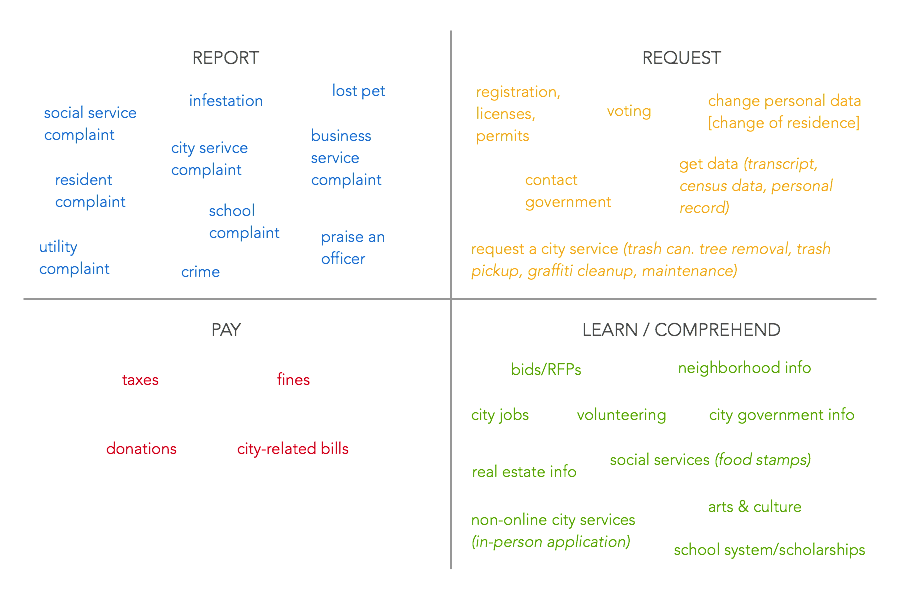 REPORT
lost pet
infestation
social service
complaint
business
service
complaint
city serivce
complaint
resident
complaint
school
complaint
praise an
officer
utility
complaint
crime
REQUEST
registration,
licenses,
permits
voting
change personal data
[change of residence]
get data (transcript,
census data, personal
record)
contact
government
request a city service (trash can. tree removal, trash
pickup, graffiti cleanup, maintenance)
PAY
taxes
fines
donations
city-related bills
LEARN / COMPREHEND
bids/RFPs
neighborhood info
city jobs
volunteering
city government info
social services (food stamps)
real estate info
arts & culture
non-online city services
(in-person application)
school system/scholarships